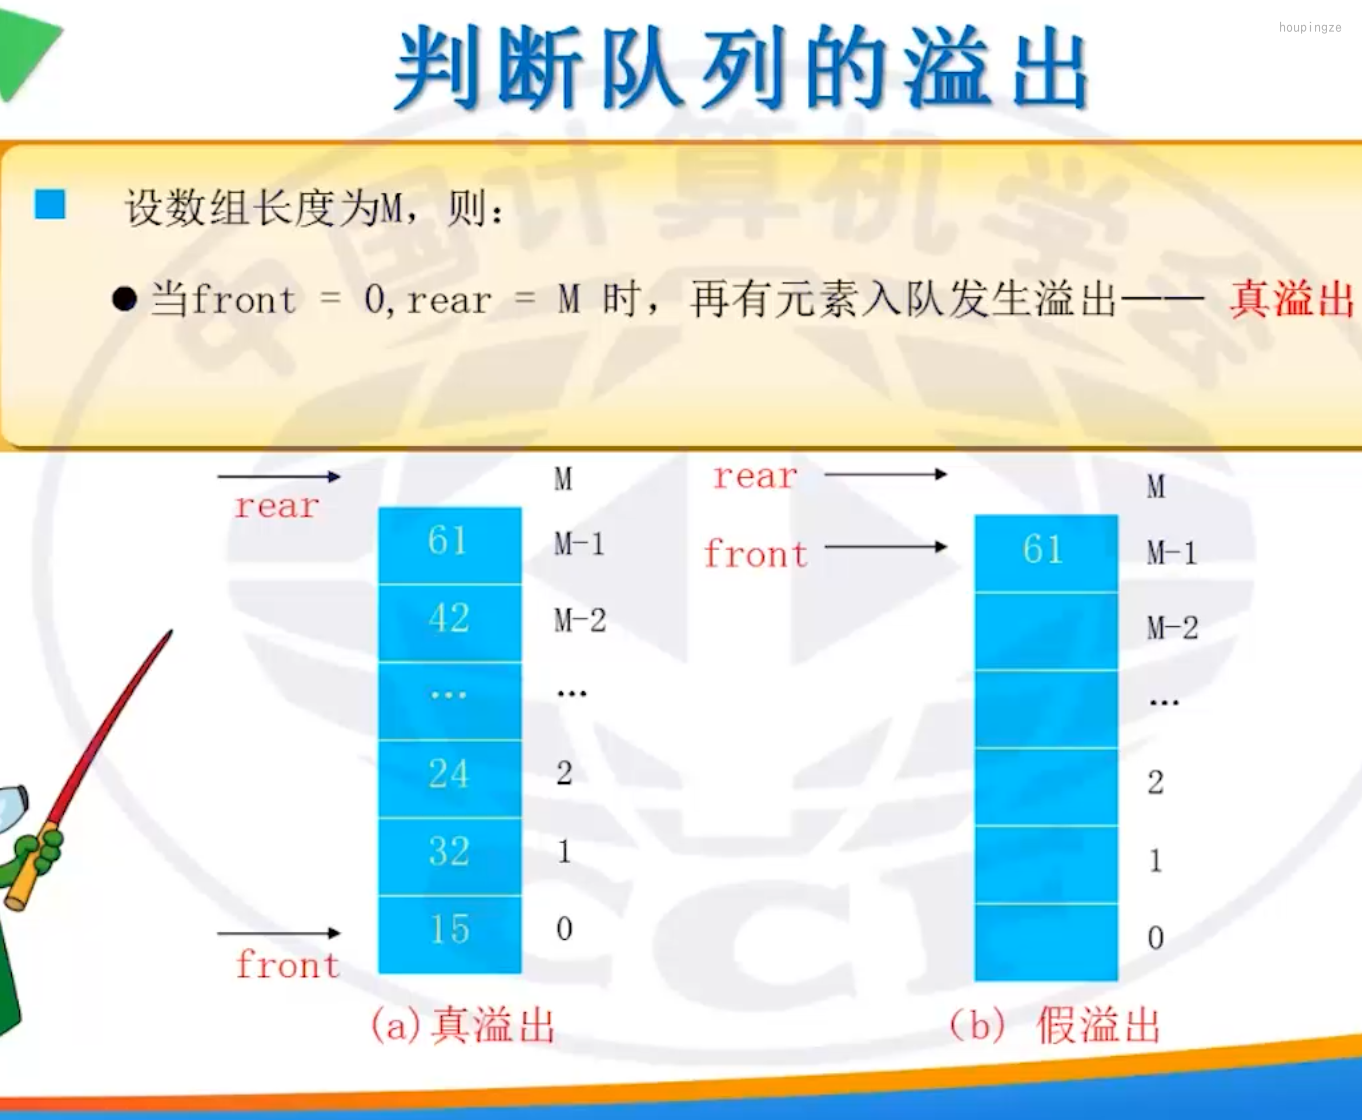 houpingze
判断队列的溢出
设数组长度为M，则：
当front = 0,rear = M 时，再有元素入队发生溢出—— 真溢出
中国计算机学会
CCF
rear
M
61
M-1
42
M-2
…
…
24
2
32
1
15
0
front
(a)真溢出
rear
M
front
61
M-1
M-2
…
2
1
0
(b) 假溢出